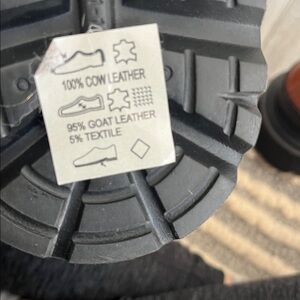 100% COW LEATHER
95% GOAT LEATHER
5% TEXTILE